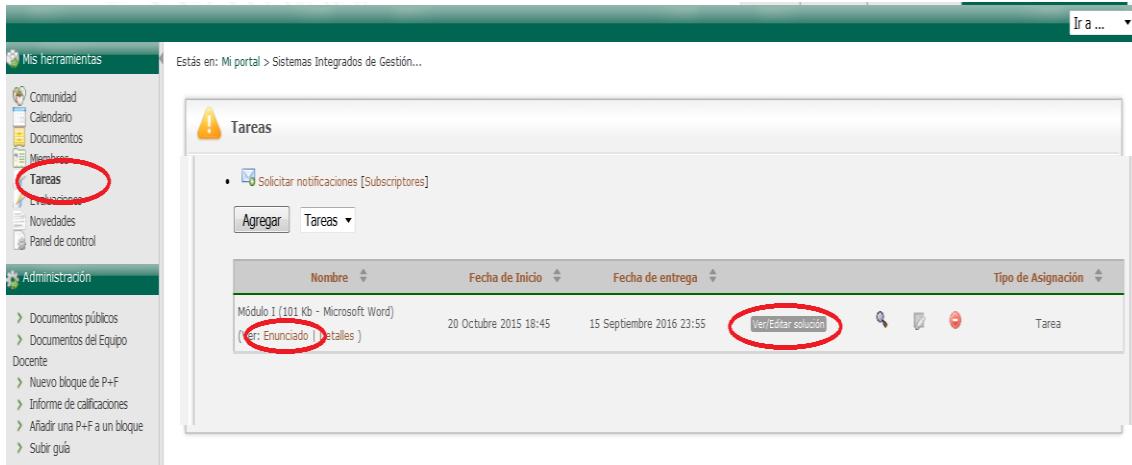 Ir a ...
Mis herramientas
Estás en: Mi portal > Sistemas Integrados de Gestión...
Comunidad
Calendario
Documentos
Miembros
Tareas
Evaluaciones
Novedades
Panel de control
Administración
Documentos públicos
Documentos del Equipo
Docente
Nuevo bloque de P+F
Informe de calificaciones
Añadir una P+F a un bloque
Subir guía
Tareas
Solicitar notificaciones [Subscriptores]
Agregar Tareas
Nombre Fecha de Inicio Fecha de entrega Tipo de Asignación
Módulo I (101 Kb - Microsoft Word)
(Ver: Enunciado | Detalles )
20 Octubre 2015 18:45 15 Septiembre 2016 23:55 Ver/Editar solución Tarea